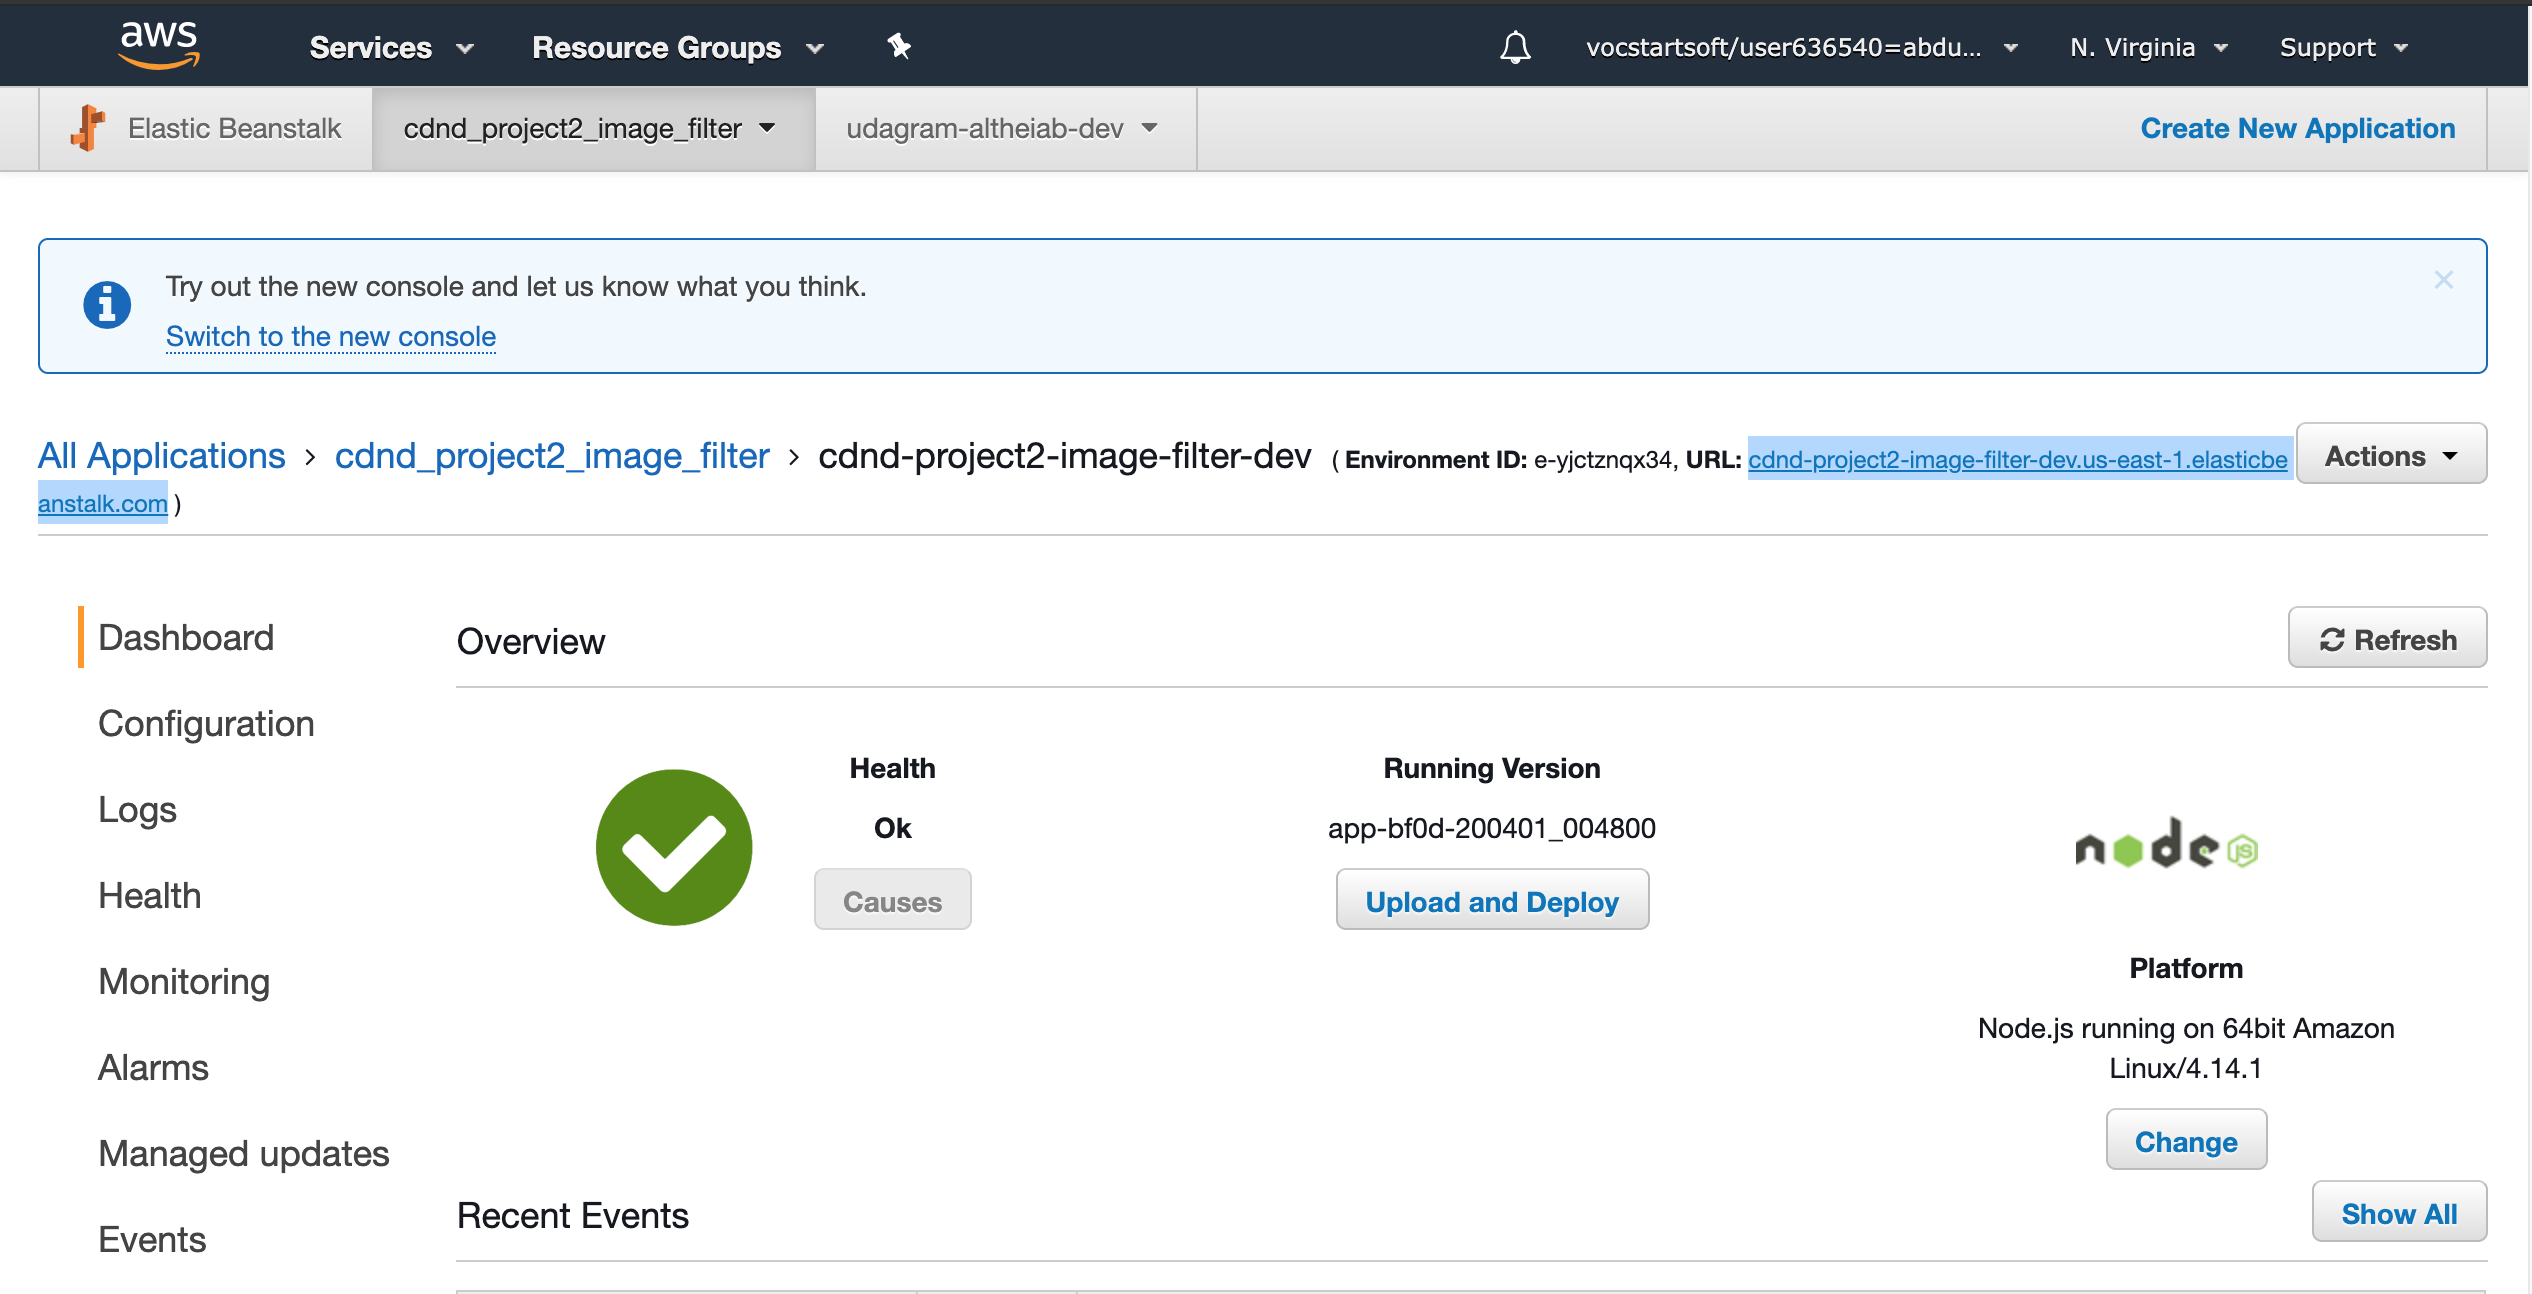 aws Services Resource Groups vocstartsoft/user636540=abdu... N. Virginia Support
Elastic Beanstalk cdnd_project2_image_filter udagram-altheiab-dev Create New Application
Try out the new console and let us know what you think.
Switch to the new console
All Applications › cdnd_project2_image_filter › cdnd-project2-image-filter-dev ( Environment ID: e-yjctznqx34, URL: cdnd-project2-image-filter-dev.us-east-1.elasticbe
anstalk.com )
Actions
Dashboard
Configuration
Logs
Health
Monitoring
Alarms
Managed updates
Events
Overview
Refresh
Health
Ok
Causes
Running Version
app-bf0d-200401_004800
Upload and Deploy
node JS
Platform
Node.js running on 64bit Amazon
Linux/4.14.1
Change
Recent Events
Show All